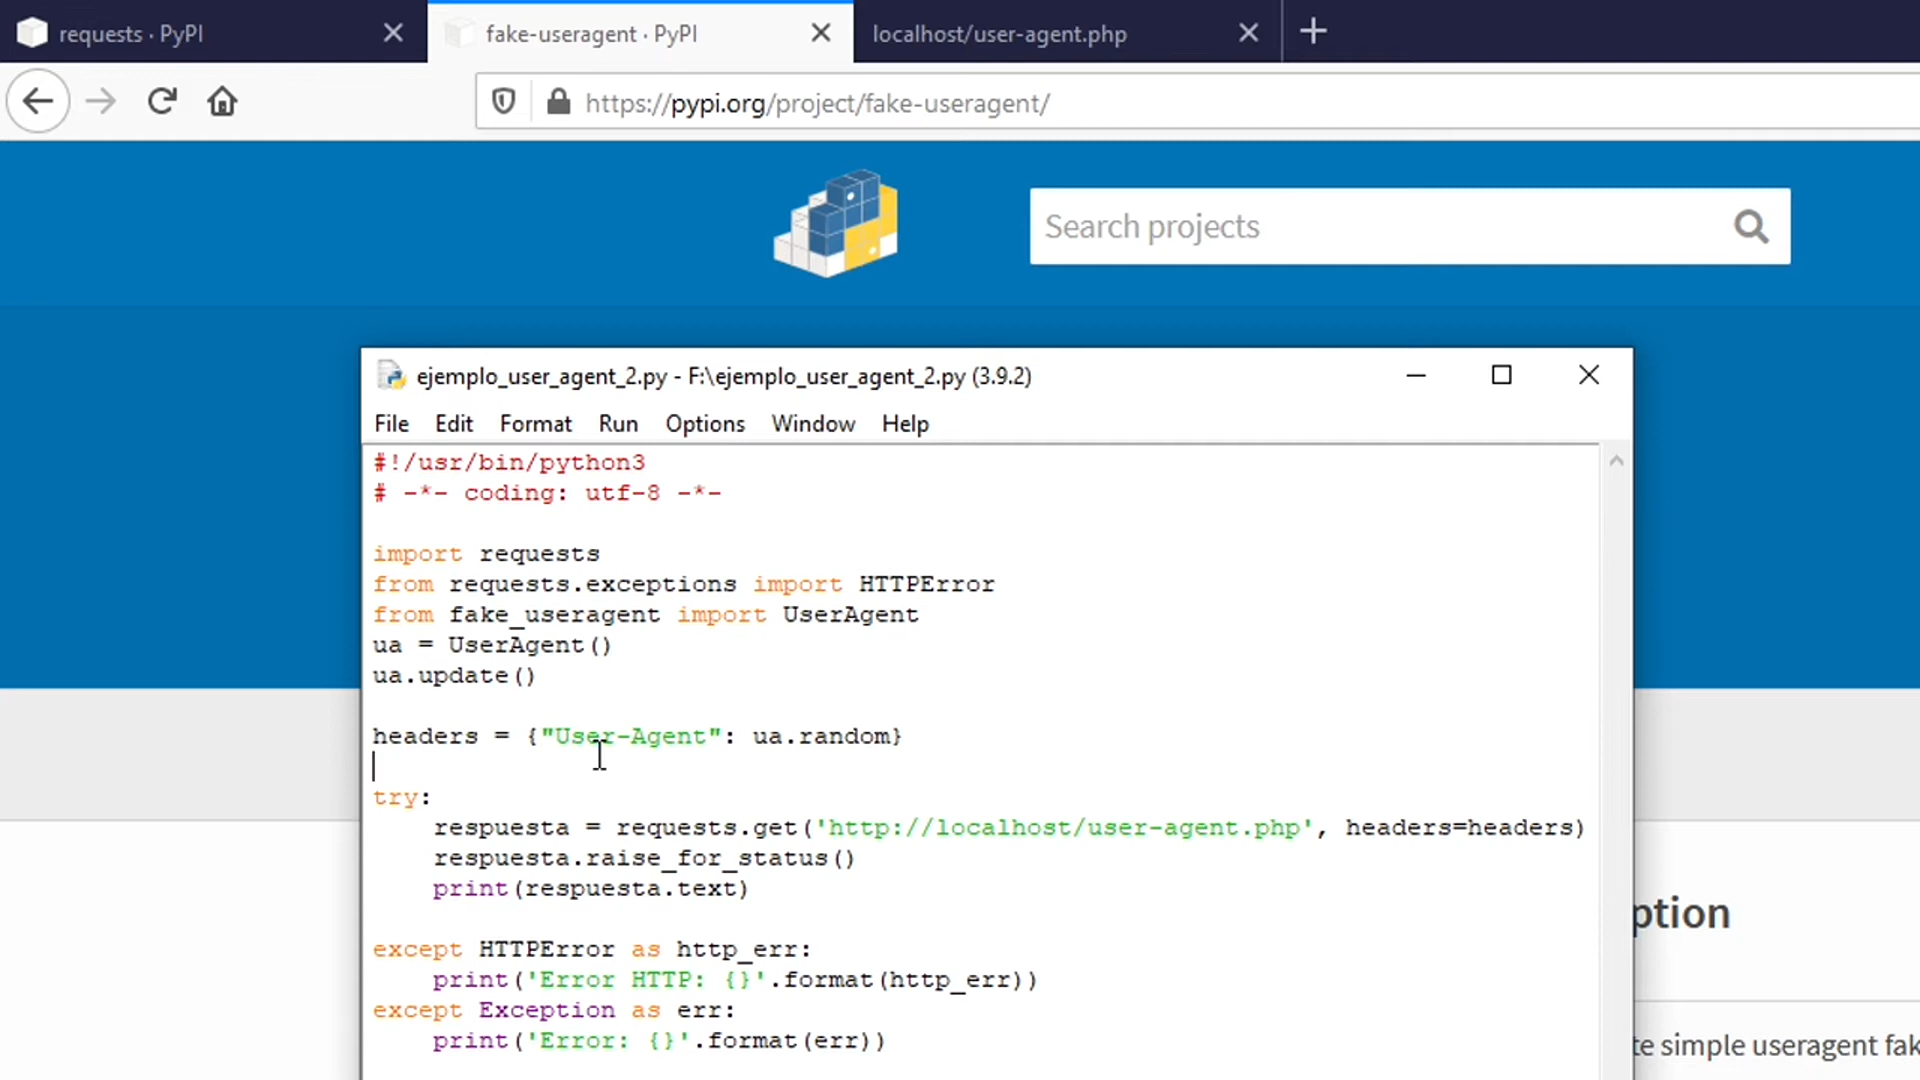 requests · PyPI
fake-useragent · PyPI
localhost/user-agent.php
https://pypi.org/project/fake-useragent/
Search projects
ejemplo_user_agent_2.py - F:\ejemplo_user_agent_2.py (3.9.2)
File Edit Format Run Options Window Help
#!/usr/bin/python3
# -*- coding: utf-8 -*-
import requests
from requests.exceptions import HTTPError
from fake_useragent import UserAgent
ua = UserAgent()
ua.update()
headers = {"User-Agent": ua.random}
try:
    respuesta = requests.get('http://localhost/user-agent.php', headers=headers)
    respuesta.raise_for_status()
    print(respuesta.text)
except HTTPError as http_err:
    print('Error HTTP: {}'.format(http_err))
except Exception as err:
    print('Error: {}'.format(err))
ption
te simple useragent fak